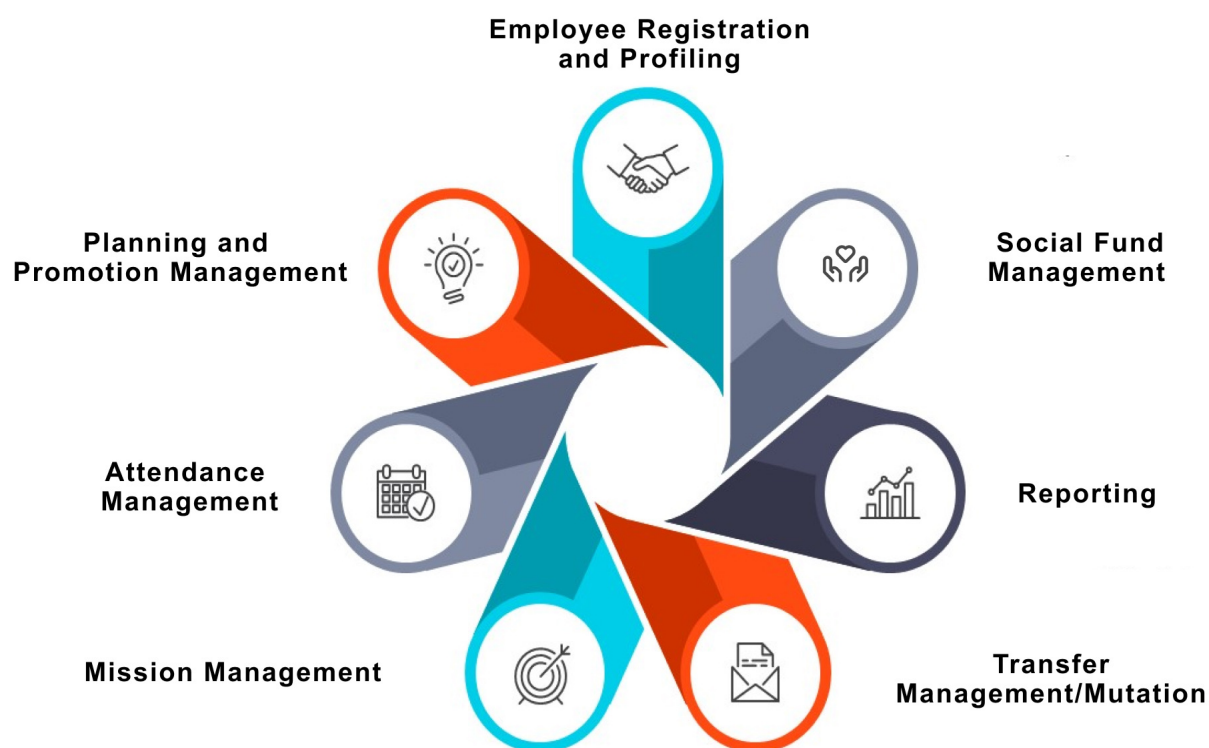 Employee Registration
and Profiling
Planning and
Promotion Management
Social Fund
Management
Attendance
Management
Reporting
Mission Management
Transfer
Management/Mutation